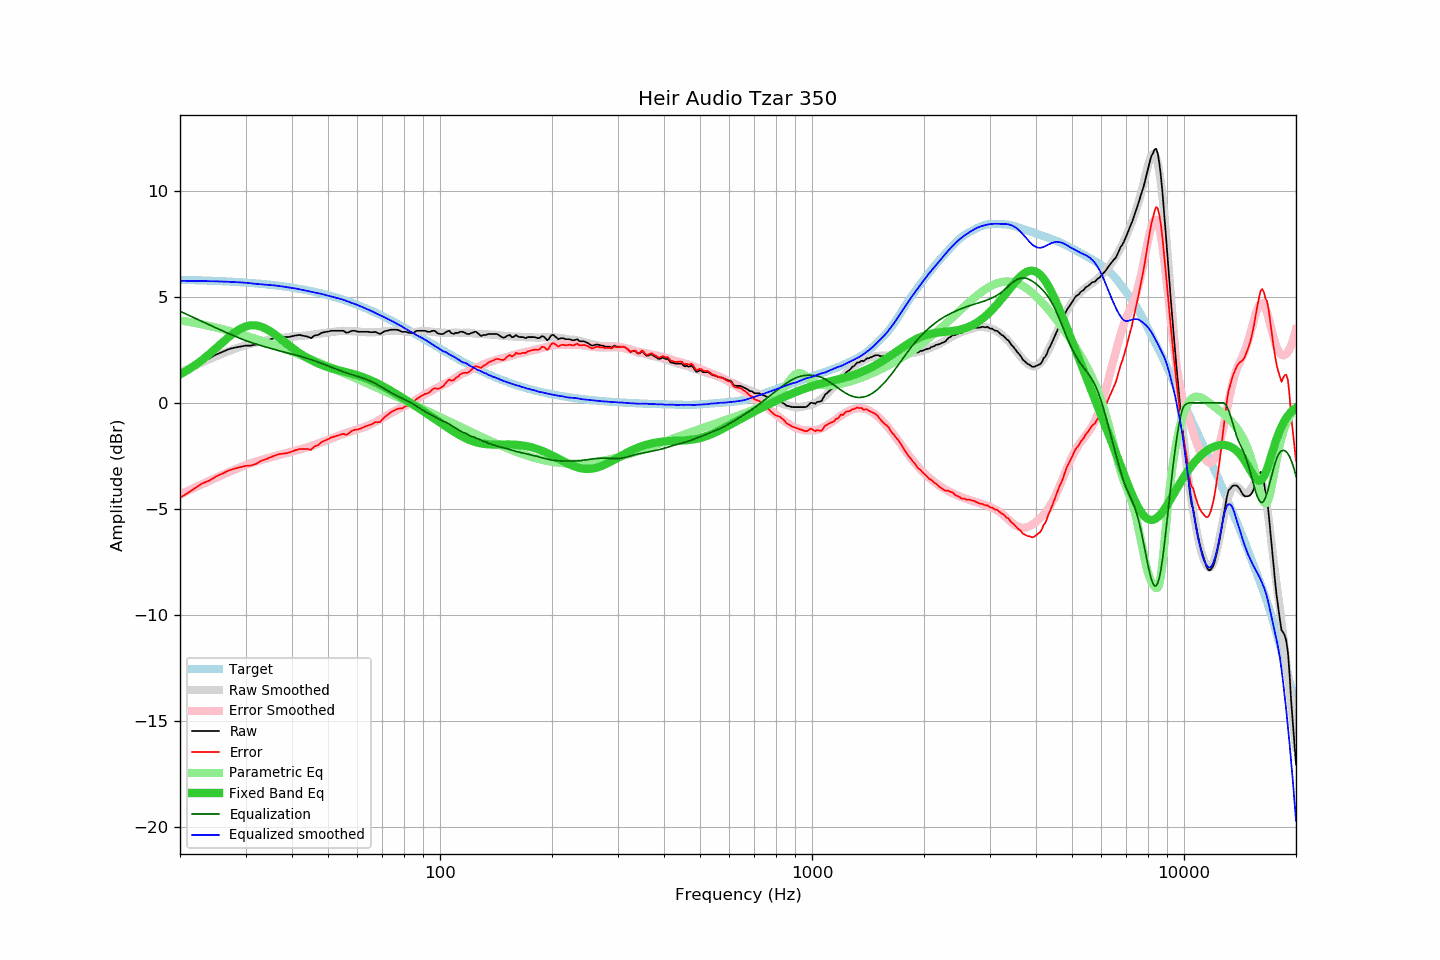 Heir Audio Tzar 350
Amplitude (dBr)
10
5
0
−5
−10
−15
−20
Target
Raw Smoothed
Error Smoothed
Raw
Error
Parametric Eq
Fixed Band Eq
Equalization
Equalized smoothed
100
1000
10000
Frequency (Hz)